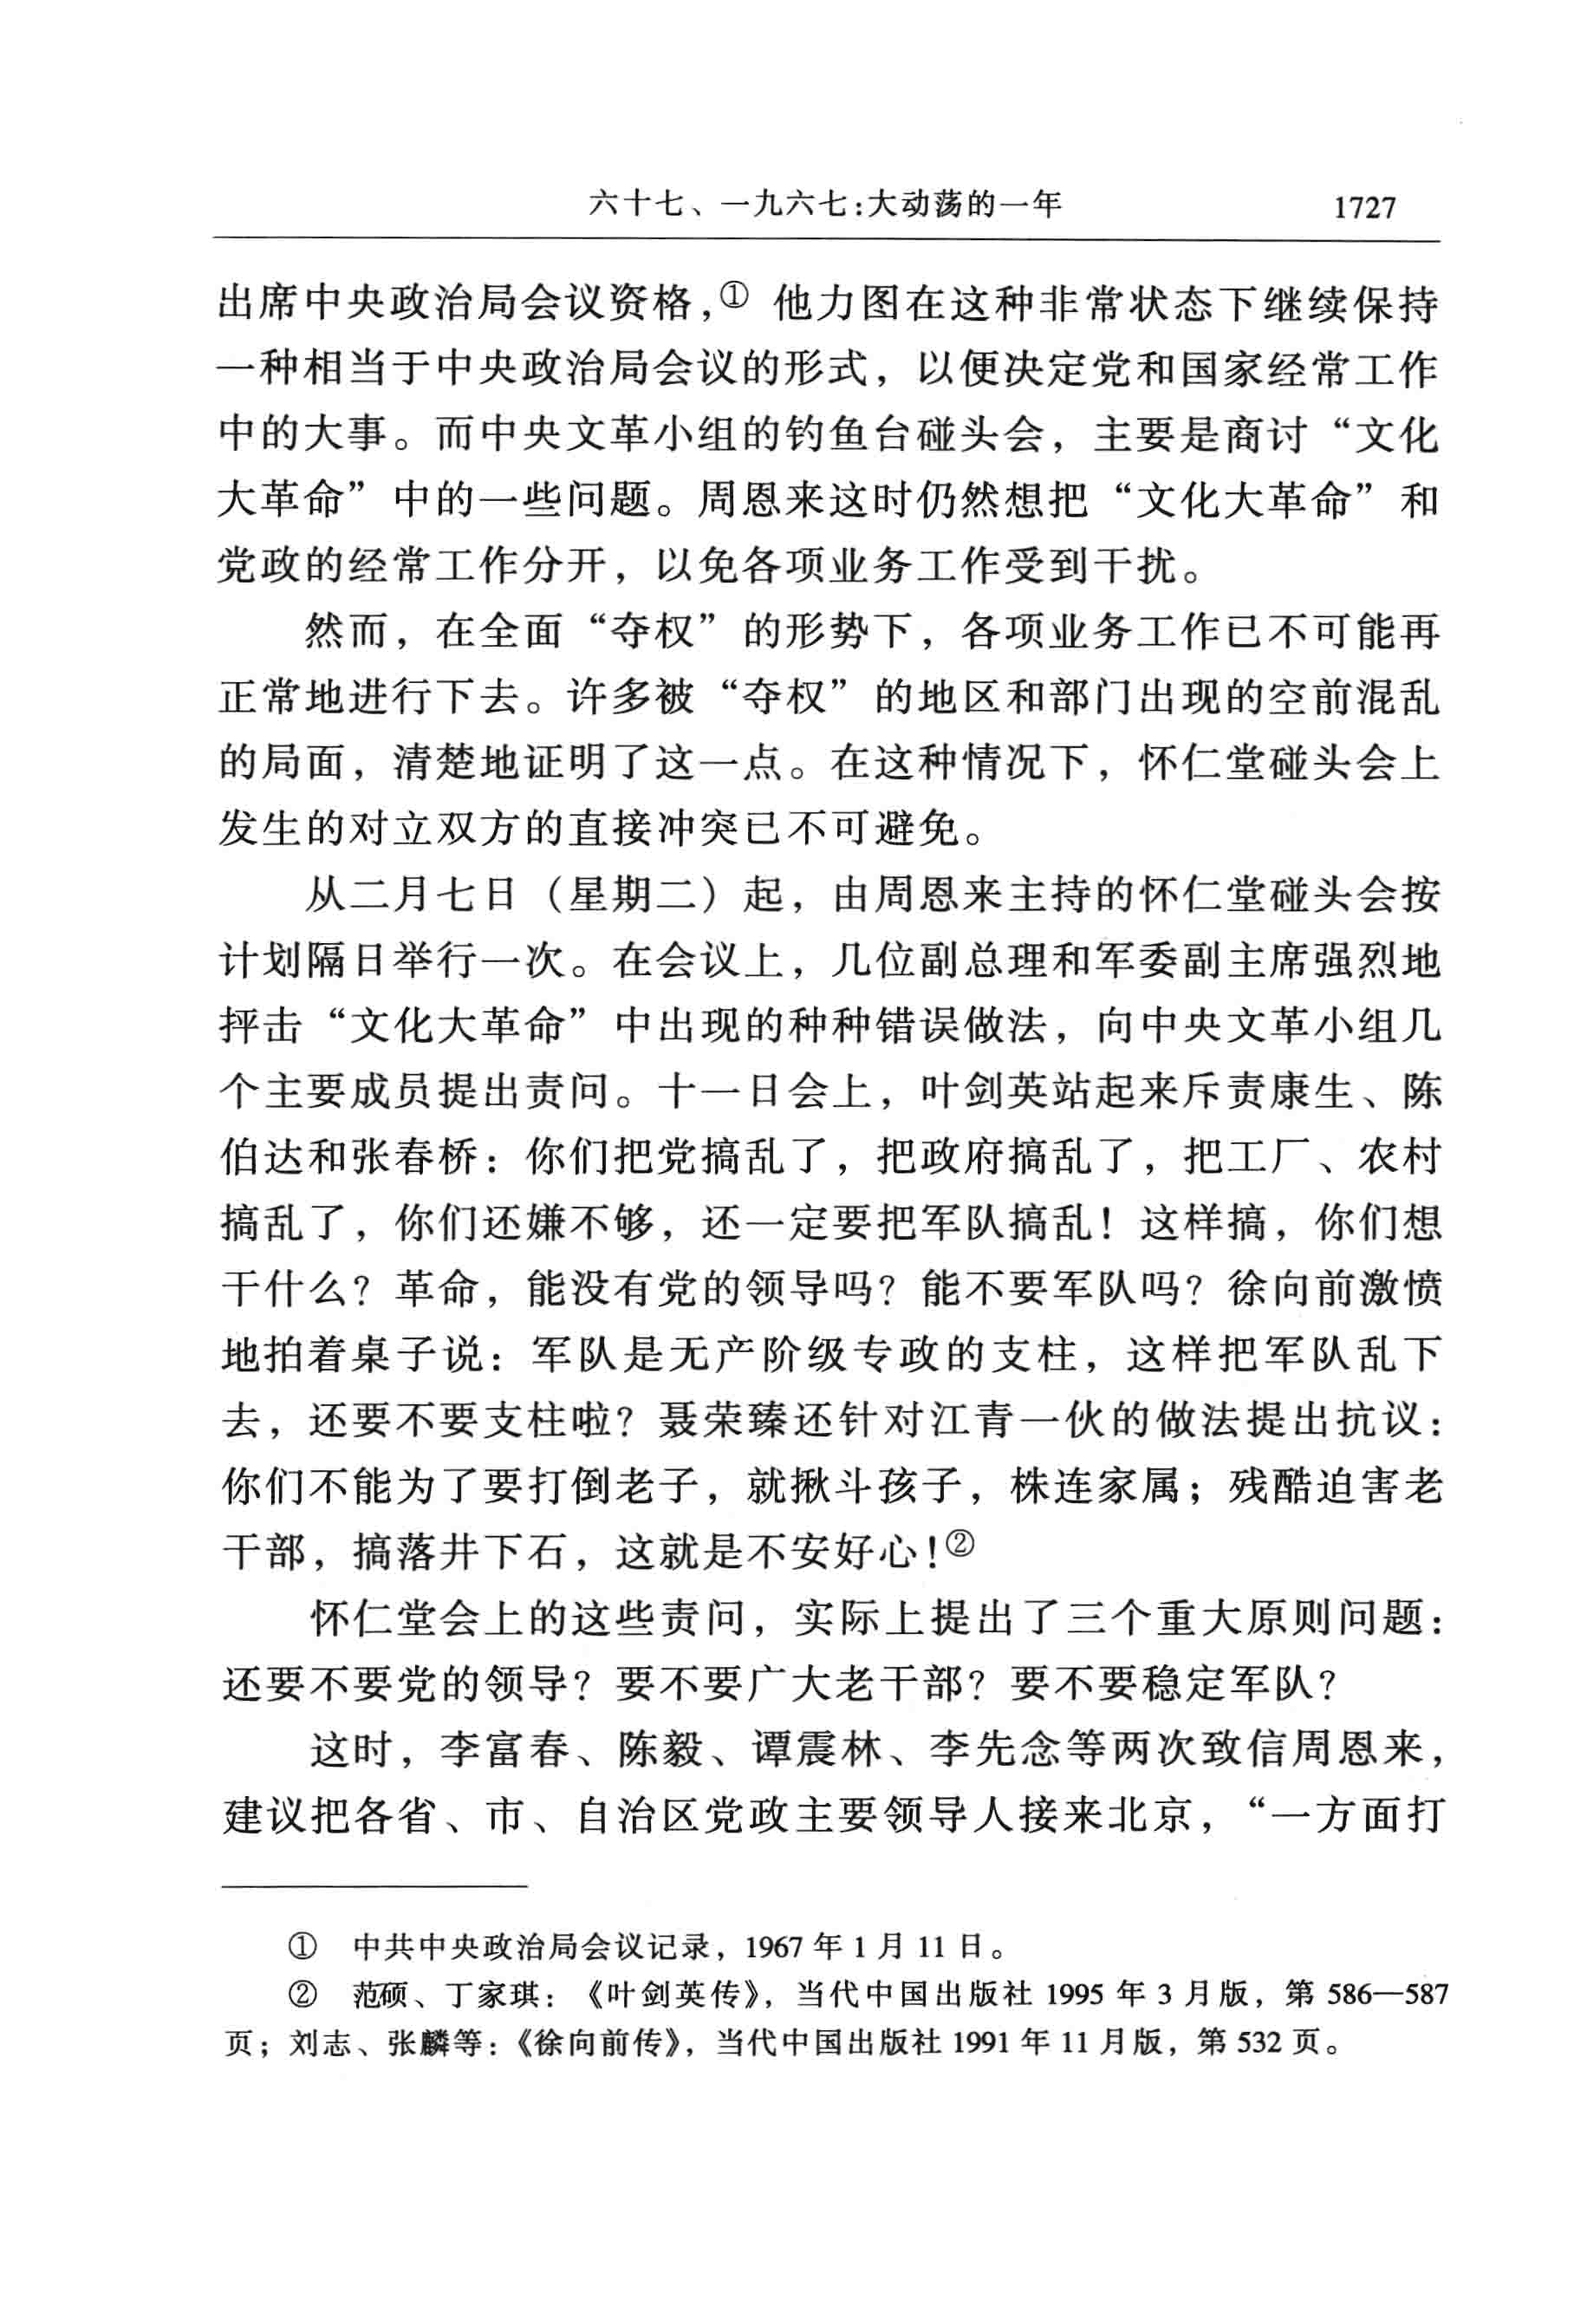 六十七、一九六七:大动荡的一年 1727
出席中央政治局会议资格,① 他力图在这种非常状态下继续保持
一种相当于中央政治局会议的形式，以便决定党和国家经常工作
中的大事。而中央文革小组的钓鱼台碰头会，主要是商讨“文化
大革命”中的一些问题。周恩来这时仍然想把“文化大革命”和
党政的经常工作分开，以免各项业务工作受到干扰。
然而，在全面“夺权”的形势下，各项业务工作已不可能再
正常地进行下去。许多被“夺权”的地区和部门出现的空前混乱
的局面，清楚地证明了这一点。在这种情况下，怀仁堂碰头会上
发生的对立双方的直接冲突已不可避免。
从二月七日（星期二）起，由周恩来主持的怀仁堂碰头会按
计划隔日举行一次。在会议上，几位副总理和军委副主席强烈地
抨击“文化大革命”中出现的种种错误做法，向中央文革小组几
个主要成员提出责问。十一日会上，叶剑英站起来斥责康生、陈
伯达和张春桥：你们把党搞乱了，把政府搞乱了，把工厂、农村
搞乱了，你们还嫌不够，还一定要把军队搞乱！这样搞，你们想
干什么？革命，能没有党的领导吗？能不要军队吗？徐向前激愤
地拍着桌子说：军队是无产阶级专政的支柱，这样把军队乱下
去，还要不要支柱啦？聂荣臻还针对江青一伙的做法提出抗议：
你们不能为了要打倒老子，就揪斗孩子，株连家属；残酷迫害老
干部，搞落井下石，这就是不安好心！②
怀仁堂会上的这些责问，实际上提出了三个重大原则问题：
还要不要党的领导？要不要广大老干部？要不要稳定军队？
这时，李富春、陈毅、谭震林、李先念等两次致信周恩来，
建议把各省、市、自治区党政主要领导人接来北京，“一方面打
① 中共中央政治局会议记录，1967 年 1 月 11 日。
② 范硕、丁家琪：《叶剑英传》，当代中国出版社 1995 年 3 月版，第 586—587
页；刘志、张麟等：《徐向前传》，当代中国出版社 1991 年 11 月版，第 532 页。